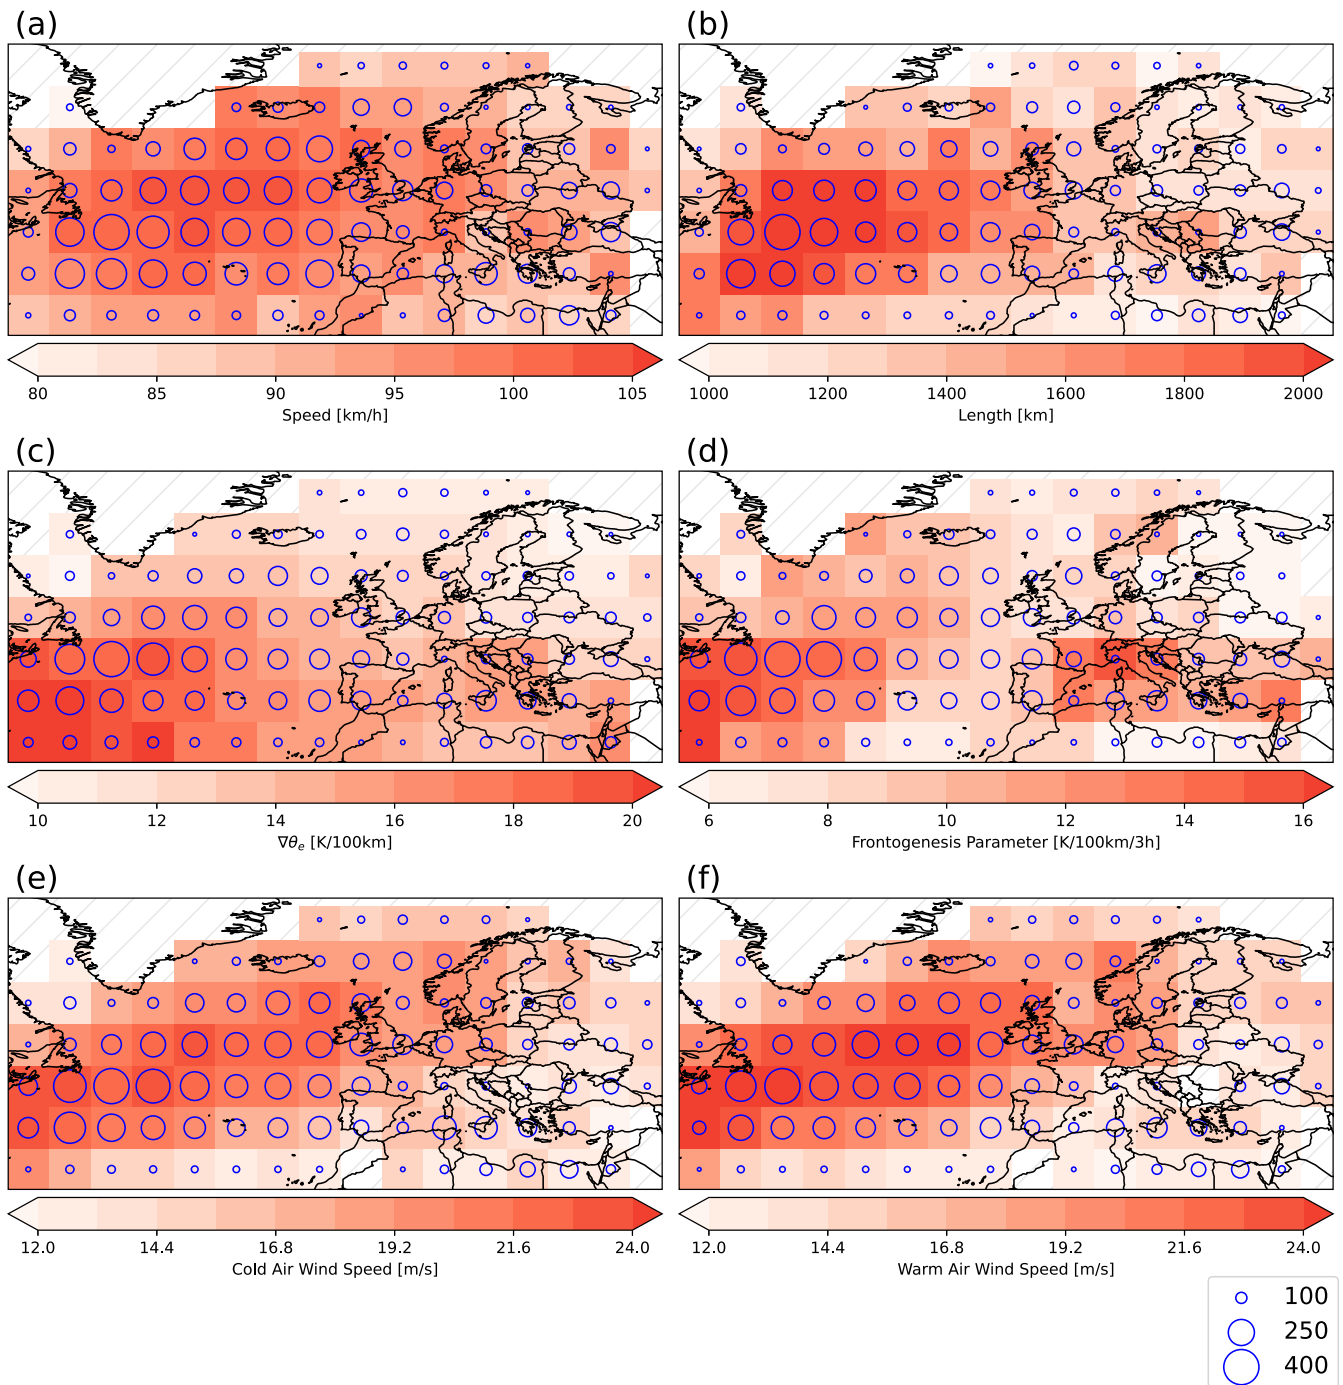 (a)
(b)
80 85 90 95 100 105
Speed [km/h]
1000 1200 1400 1600 1800 2000
Length [km]
(c)
(d)
10 12 14 16 18 20
∇θₑ [K/100km]
6 8 10 12 14 16
Frontogenesis Parameter [K/100km/3h]
(e)
(f)
12.0 14.4 16.8 19.2 21.6 24.0
Cold Air Wind Speed [m/s]
12.0 14.4 16.8 19.2 21.6 24.0
Warm Air Wind Speed [m/s]
100
250
400